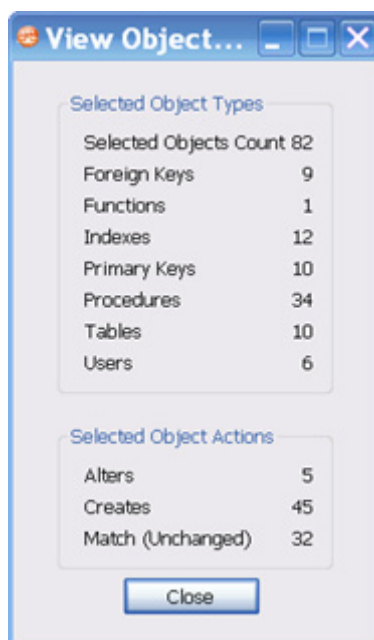 View Object...
Selected Object Types
Selected Objects Count 82
Foreign Keys 9
Functions 1
Indexes 12
Primary Keys 10
Procedures 34
Tables 10
Users 6
Selected Object Actions
Alters 5
Creates 45
Match (Unchanged) 32
Close